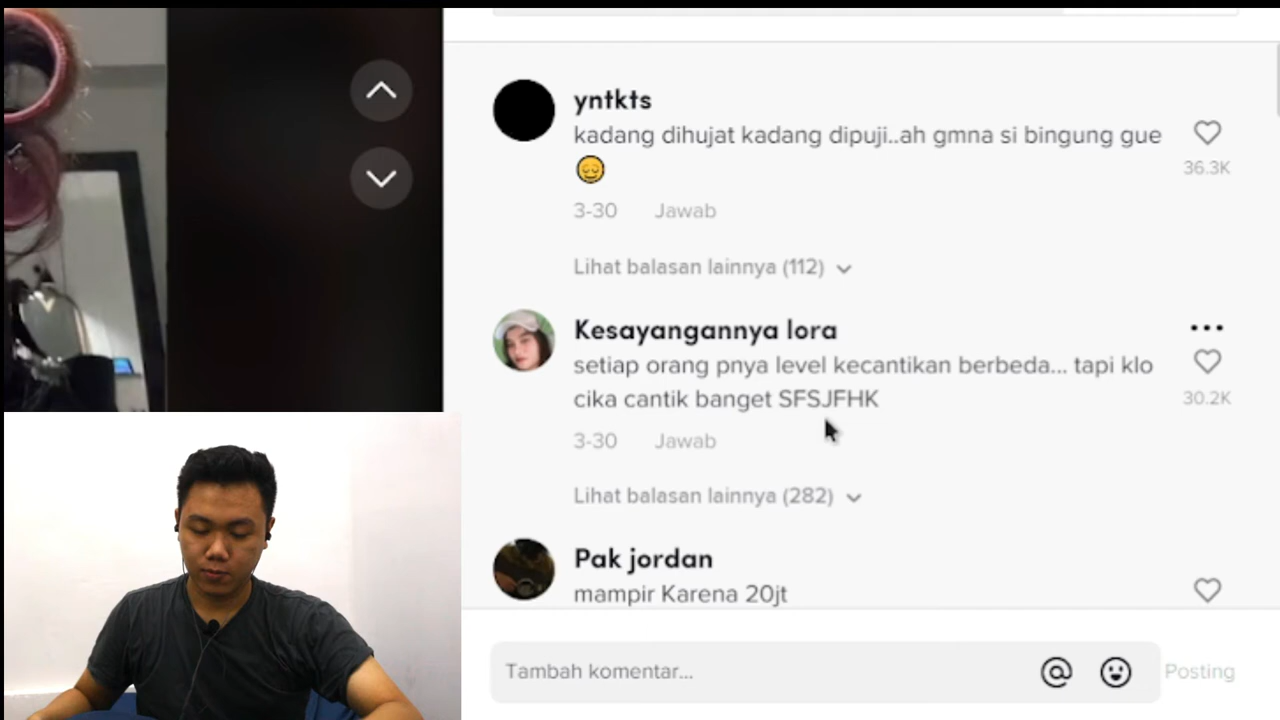 yntkts
kadang dihujat kadang dipuji..ah gmna si bingung gue
😌
36.3K
3-30 Jawab
Lihat balasan lainnya (112)
Kesayangannya lora
setiap orang pnya level kecantikan berbeda... tapi klo
cika cantik banget SFSJFHK
30.2K
3-30 Jawab
Lihat balasan lainnya (282)
Pak jordan
mampir Karena 20jt
Tambah komentar... @ Posting